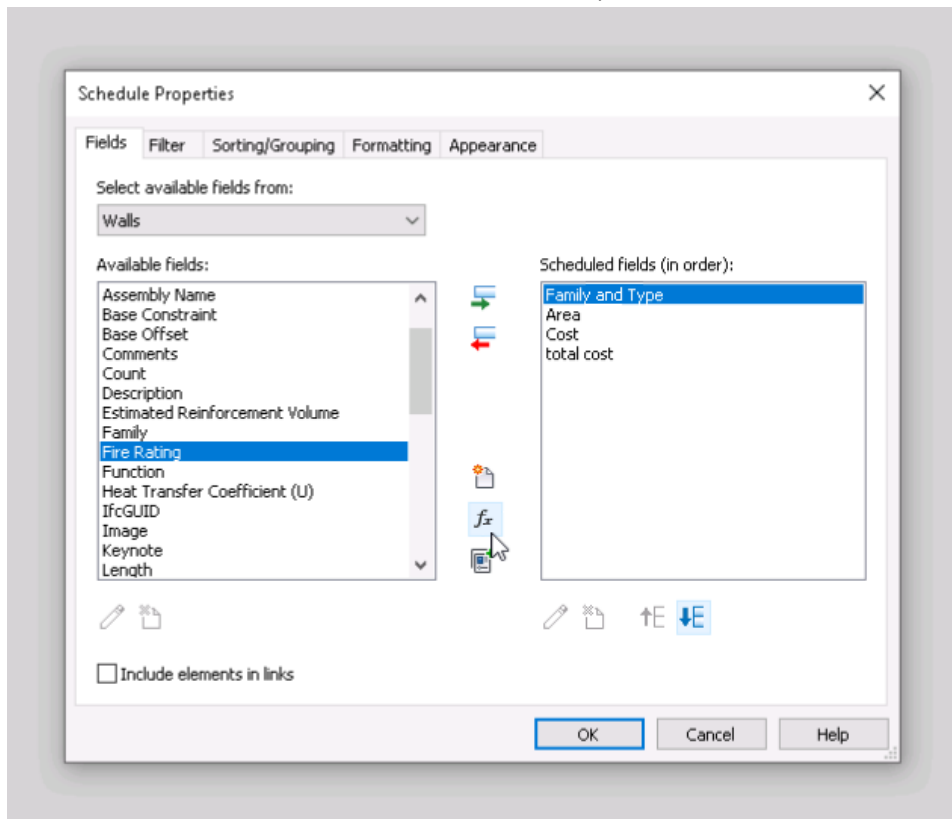 Schedule Properties
Fields Filter Sorting/Grouping Formatting Appearance
Select available fields from:
Walls
Available fields:
Assembly Name
Base Constraint
Base Offset
Comments
Count
Description
Estimated Reinforcement Volume
Family
Fire Rating
Function
Heat Transfer Coefficient (U)
IfcGUID
Image
Keynote
Length
fx
Scheduled fields (in order):
Family and Type
Area
Cost
total cost
Include elements in links
OK Cancel Help